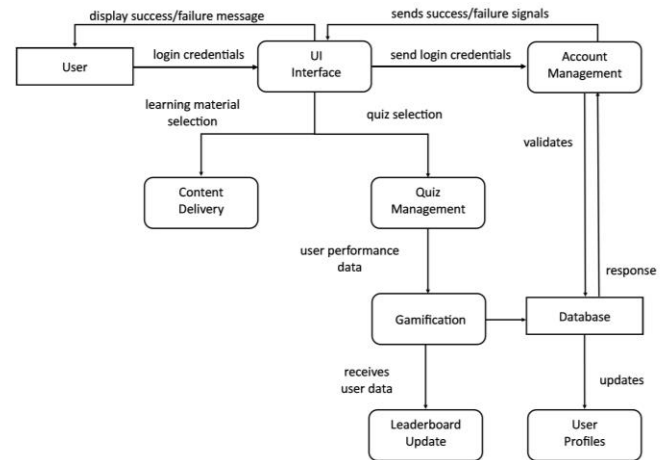 display success/failure message
sends success/failure signals
User
login credentials
UI
Interface
send login credentials
Account
Management
learning material
selection
quiz selection
validates
Content
Delivery
Quiz
Management
user performance
data
response
Gamification
Database
receives
user data
updates
Leaderboard
Update
User
Profiles